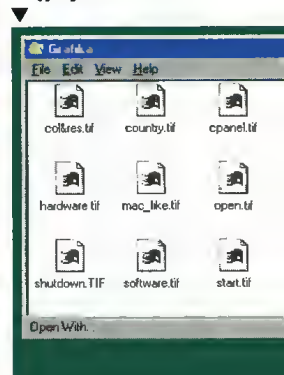 Grafika
File Edit View Help
col&res.tif country.tif cpanel.tif
hardware.tif mac_like.tif open.tif
shutdown.TIF software.tif start.tif
Open With..